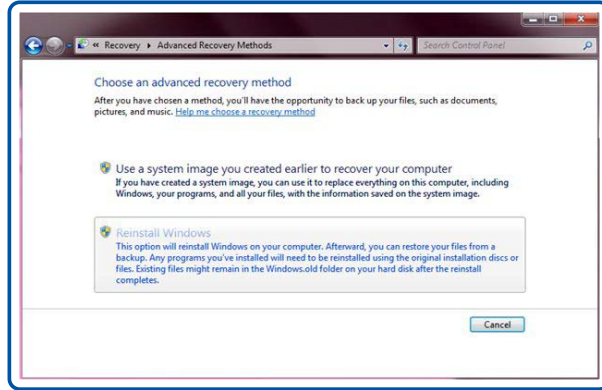 « Recovery ▸ Advanced Recovery Methods
Search Control Panel
Choose an advanced recovery method
After you have chosen a method, you'll have the opportunity to back up your files, such as documents,
pictures, and music. Help me choose a recovery method
Use a system image you created earlier to recover your computer
If you have created a system image, you can use it to replace everything on this computer, including
Windows, your programs, and all your files, with the information saved on the system image.
Reinstall Windows
This option will reinstall Windows on your computer. Afterward, you can restore your files from a
backup. Any programs you've installed will need to be reinstalled using the original installation discs or
files. Existing files might remain in the Windows.old folder on your hard disk after the reinstall
completes.
Cancel